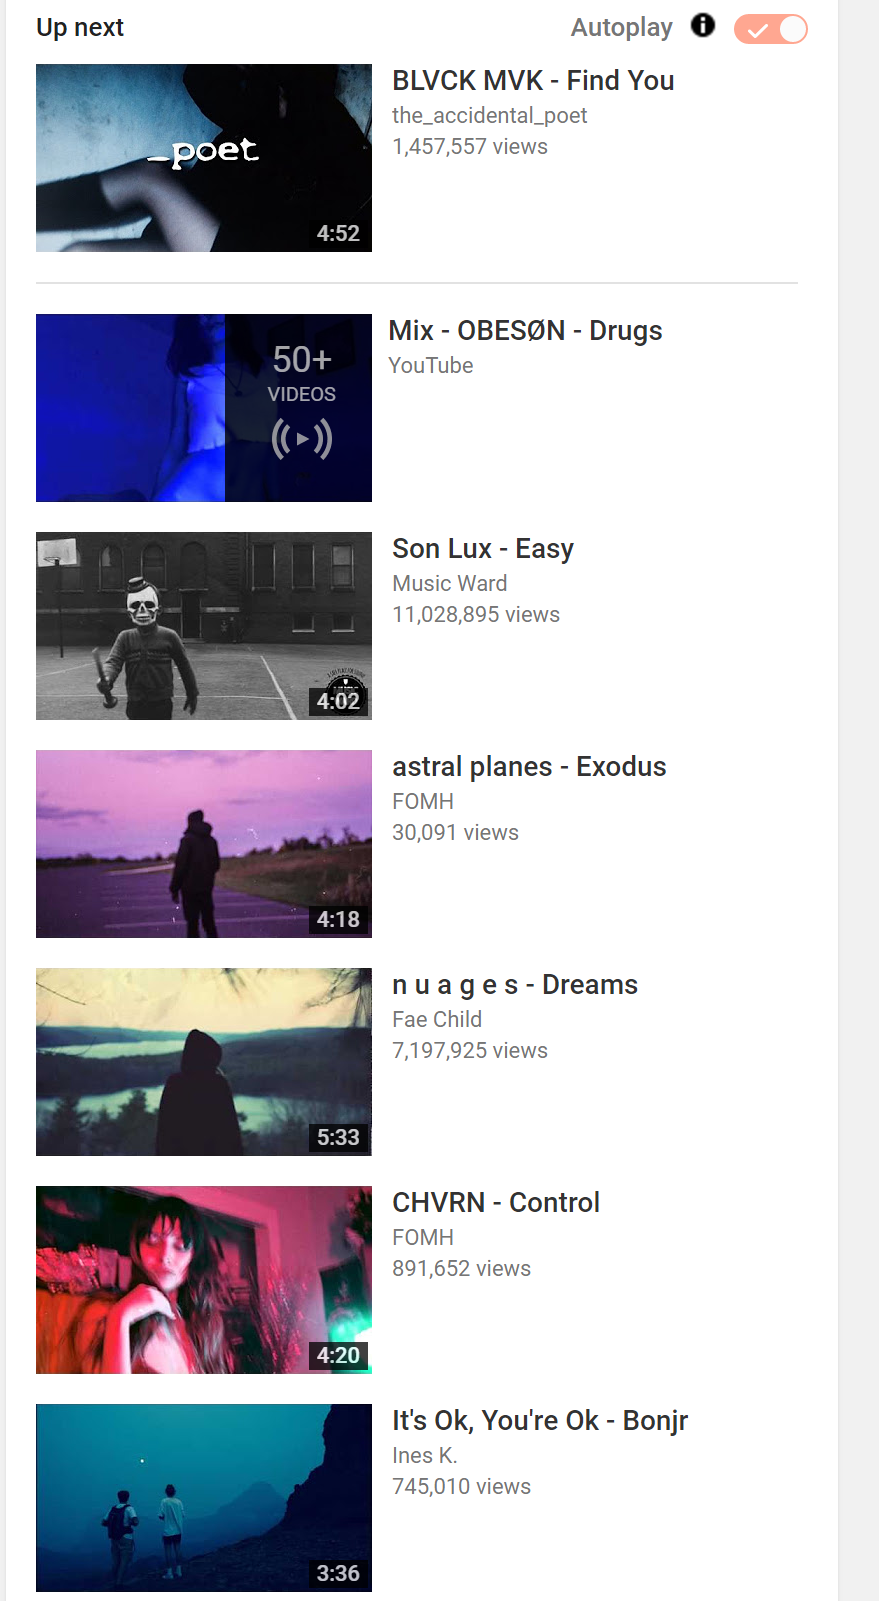 Up next
Autoplay
_poet
4:52
BLVCK MVK - Find You
the_accidental_poet
1,457,557 views
50+
VIDEOS
Mix - OBESØN - Drugs
YouTube
4:02
Son Lux - Easy
Music Ward
11,028,895 views
4:18
astral planes - Exodus
FOMH
30,091 views
5:33
n u a g e s - Dreams
Fae Child
7,197,925 views
4:20
CHVRN - Control
FOMH
891,652 views
3:36
It's Ok, You're Ok - Bonjr
Ines K.
745,010 views